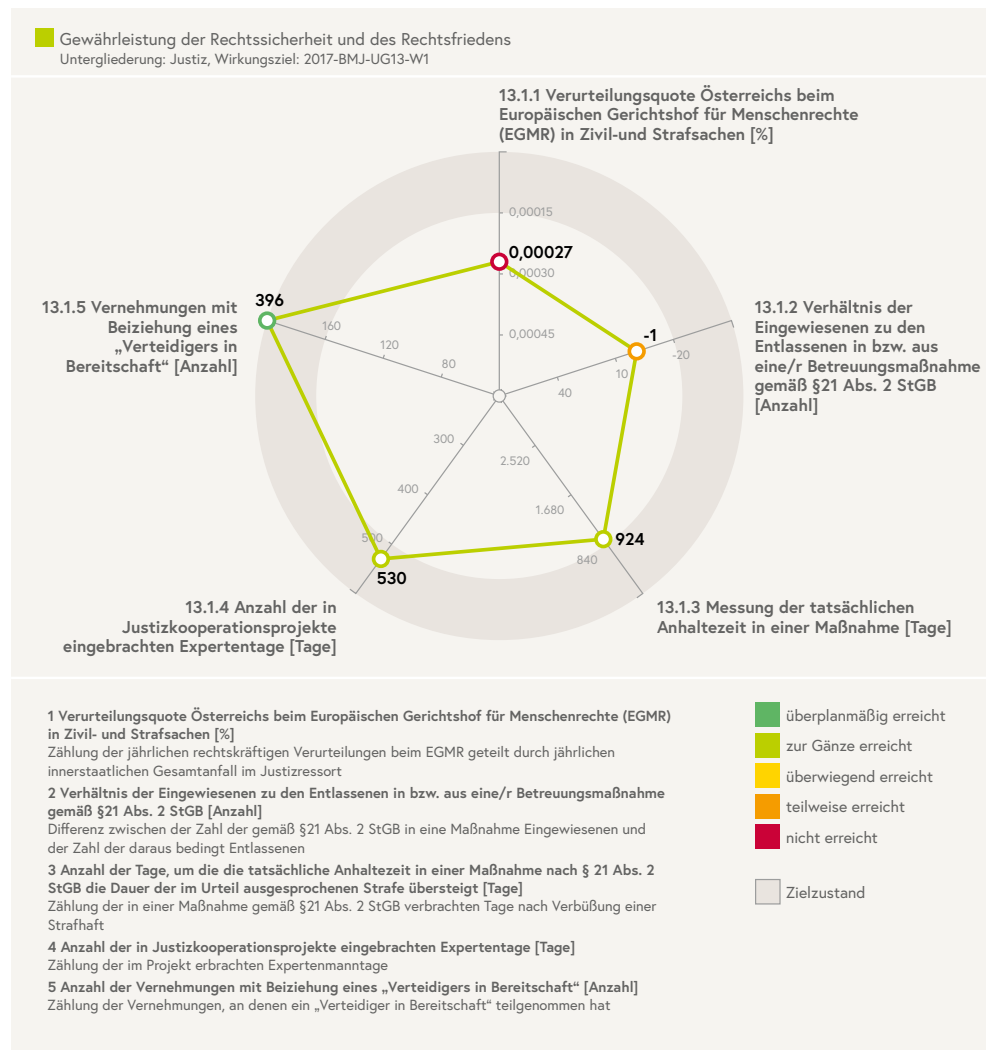 Gewährleistung der Rechtssicherheit und des Rechtsfriedens
Untergliederung: Justiz, Wirkungsziel: 2017-BMJ-UG13-W1
13.1.1 Verurteilungsquote Österreichs beim
Europäischen Gerichtshof für Menschenrechte
(EGMR) in Zivil-und Strafsachen [%]
0,00015
0,00027
0,00030
0,00045
13.1.2 Verhältnis der
Eingewiesenen zu den
Entlassenen in bzw. aus
eine/r Betreuungsmaßnahme
gemäß §21 Abs. 2 StGB
[Anzahl]
-1
-20
10
40
13.1.5 Vernehmungen mit
Beiziehung eines
„Verteidigers in
Bereitschaft“ [Anzahl]
396
160
120
80
300
400
500
530
2.520
1.680
840
924
13.1.4 Anzahl der in
Justizkooperationsprojekte
eingebrachten Expertentage [Tage]
13.1.3 Messung der tatsächlichen
Anhaltezeit in einer Maßnahme [Tage]
1 Verurteilungsquote Österreichs beim Europäischen Gerichtshof für Menschenrechte (EGMR)
in Zivil- und Strafsachen [%]
Zählung der jährlichen rechtskräftigen Verurteilungen beim EGMR geteilt durch jährlichen
innerstaatlichen Gesamtanfall im Justizressort
2 Verhältnis der Eingewiesenen zu den Entlassenen in bzw. aus eine/r Betreuungsmaßnahme
gemäß §21 Abs. 2 StGB [Anzahl]
Differenz zwischen der Zahl der gemäß §21 Abs. 2 StGB in eine Maßnahme Eingewiesenen und
der Zahl der daraus bedingt Entlassenen
3 Anzahl der Tage, um die die tatsächliche Anhaltezeit in einer Maßnahme nach § 21 Abs. 2
StGB die Dauer der im Urteil ausgesprochenen Strafe übersteigt [Tage]
Zählung der in einer Maßnahme gemäß §21 Abs. 2 StGB verbrachten Tage nach Verbüßung einer
Strafhaft
4 Anzahl der in Justizkooperationsprojekte eingebrachten Expertentage [Tage]
Zählung der im Projekt erbrachten Expertenmanntage
5 Anzahl der Vernehmungen mit Beiziehung eines „Verteidigers in Bereitschaft“ [Anzahl]
Zählung der Vernehmungen, an denen ein „Verteidiger in Bereitschaft“ teilgenommen hat
überplanmäßig erreicht
zur Gänze erreicht
überwiegend erreicht
teilweise erreicht
nicht erreicht
Zielzustand